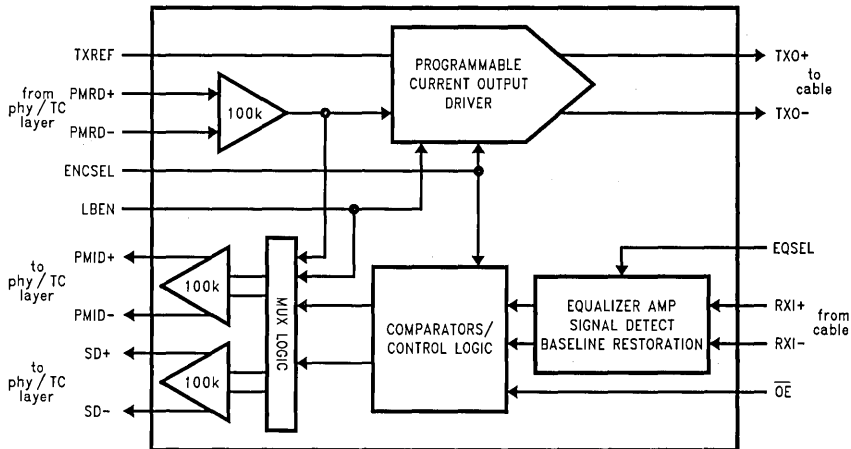 TXREF
from
phy/TC
layer
PMRD+
PMRD-
100k
PROGRAMMABLE
CURRENT OUTPUT
DRIVER
TXO+
to
cable
TXO-
ENCSEL
LBEN
to
phy/TC
layer
PMID+
PMID-
100k
to
phy/TC
layer
SD+
SD-
100k
MUX LOGIC
COMPARATORS/
CONTROL LOGIC
EQUALIZER AMP
SIGNAL DETECT
BASELINE RESTORATION
EQSEL
RXI+
from
cable
RXI-
OE